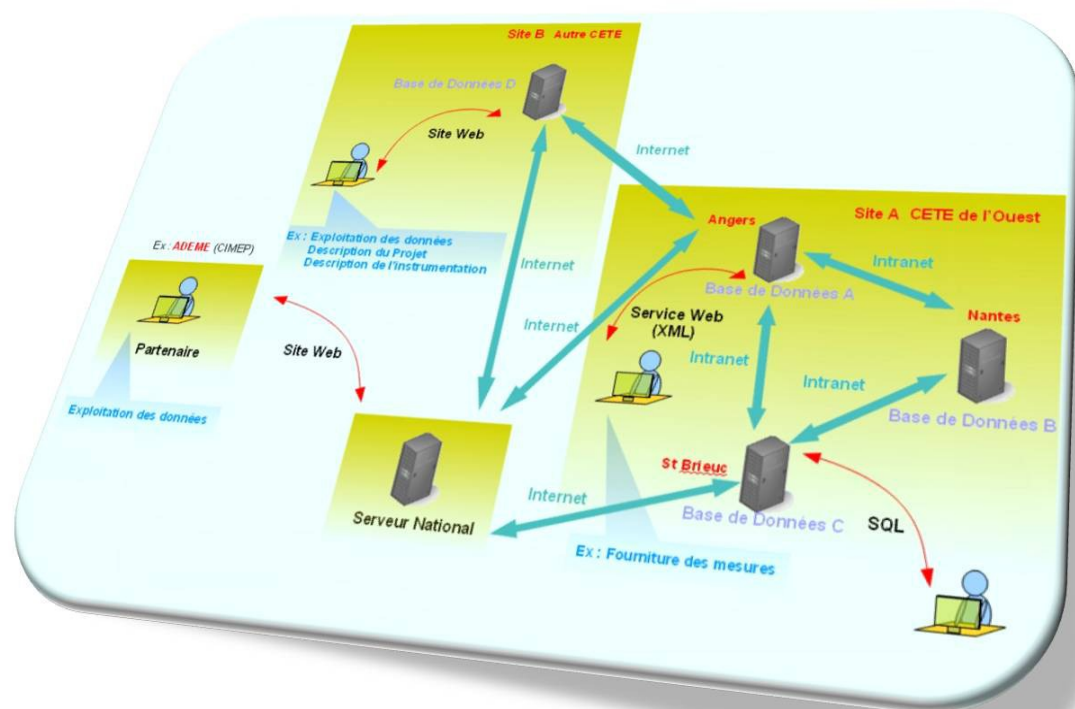 Site B Autre CETE
Base de Données D
Site Web
Internet
Ex : Exploitation des données
Description du Projet
Description de l'instrumentation
Ex : ADEME (CIMEP)
Partenaire
Exploitation des données
Site Web
Internet
Internet
Site A CETE de l'Ouest
Angers
Base de Données A
Intranet
Service Web
(XML)
Intranet
Nantes
Base de Données B
Intranet
St Brieuc
Base de Données C
SQL
Internet
Serveur National
Ex : Fourniture des mesures